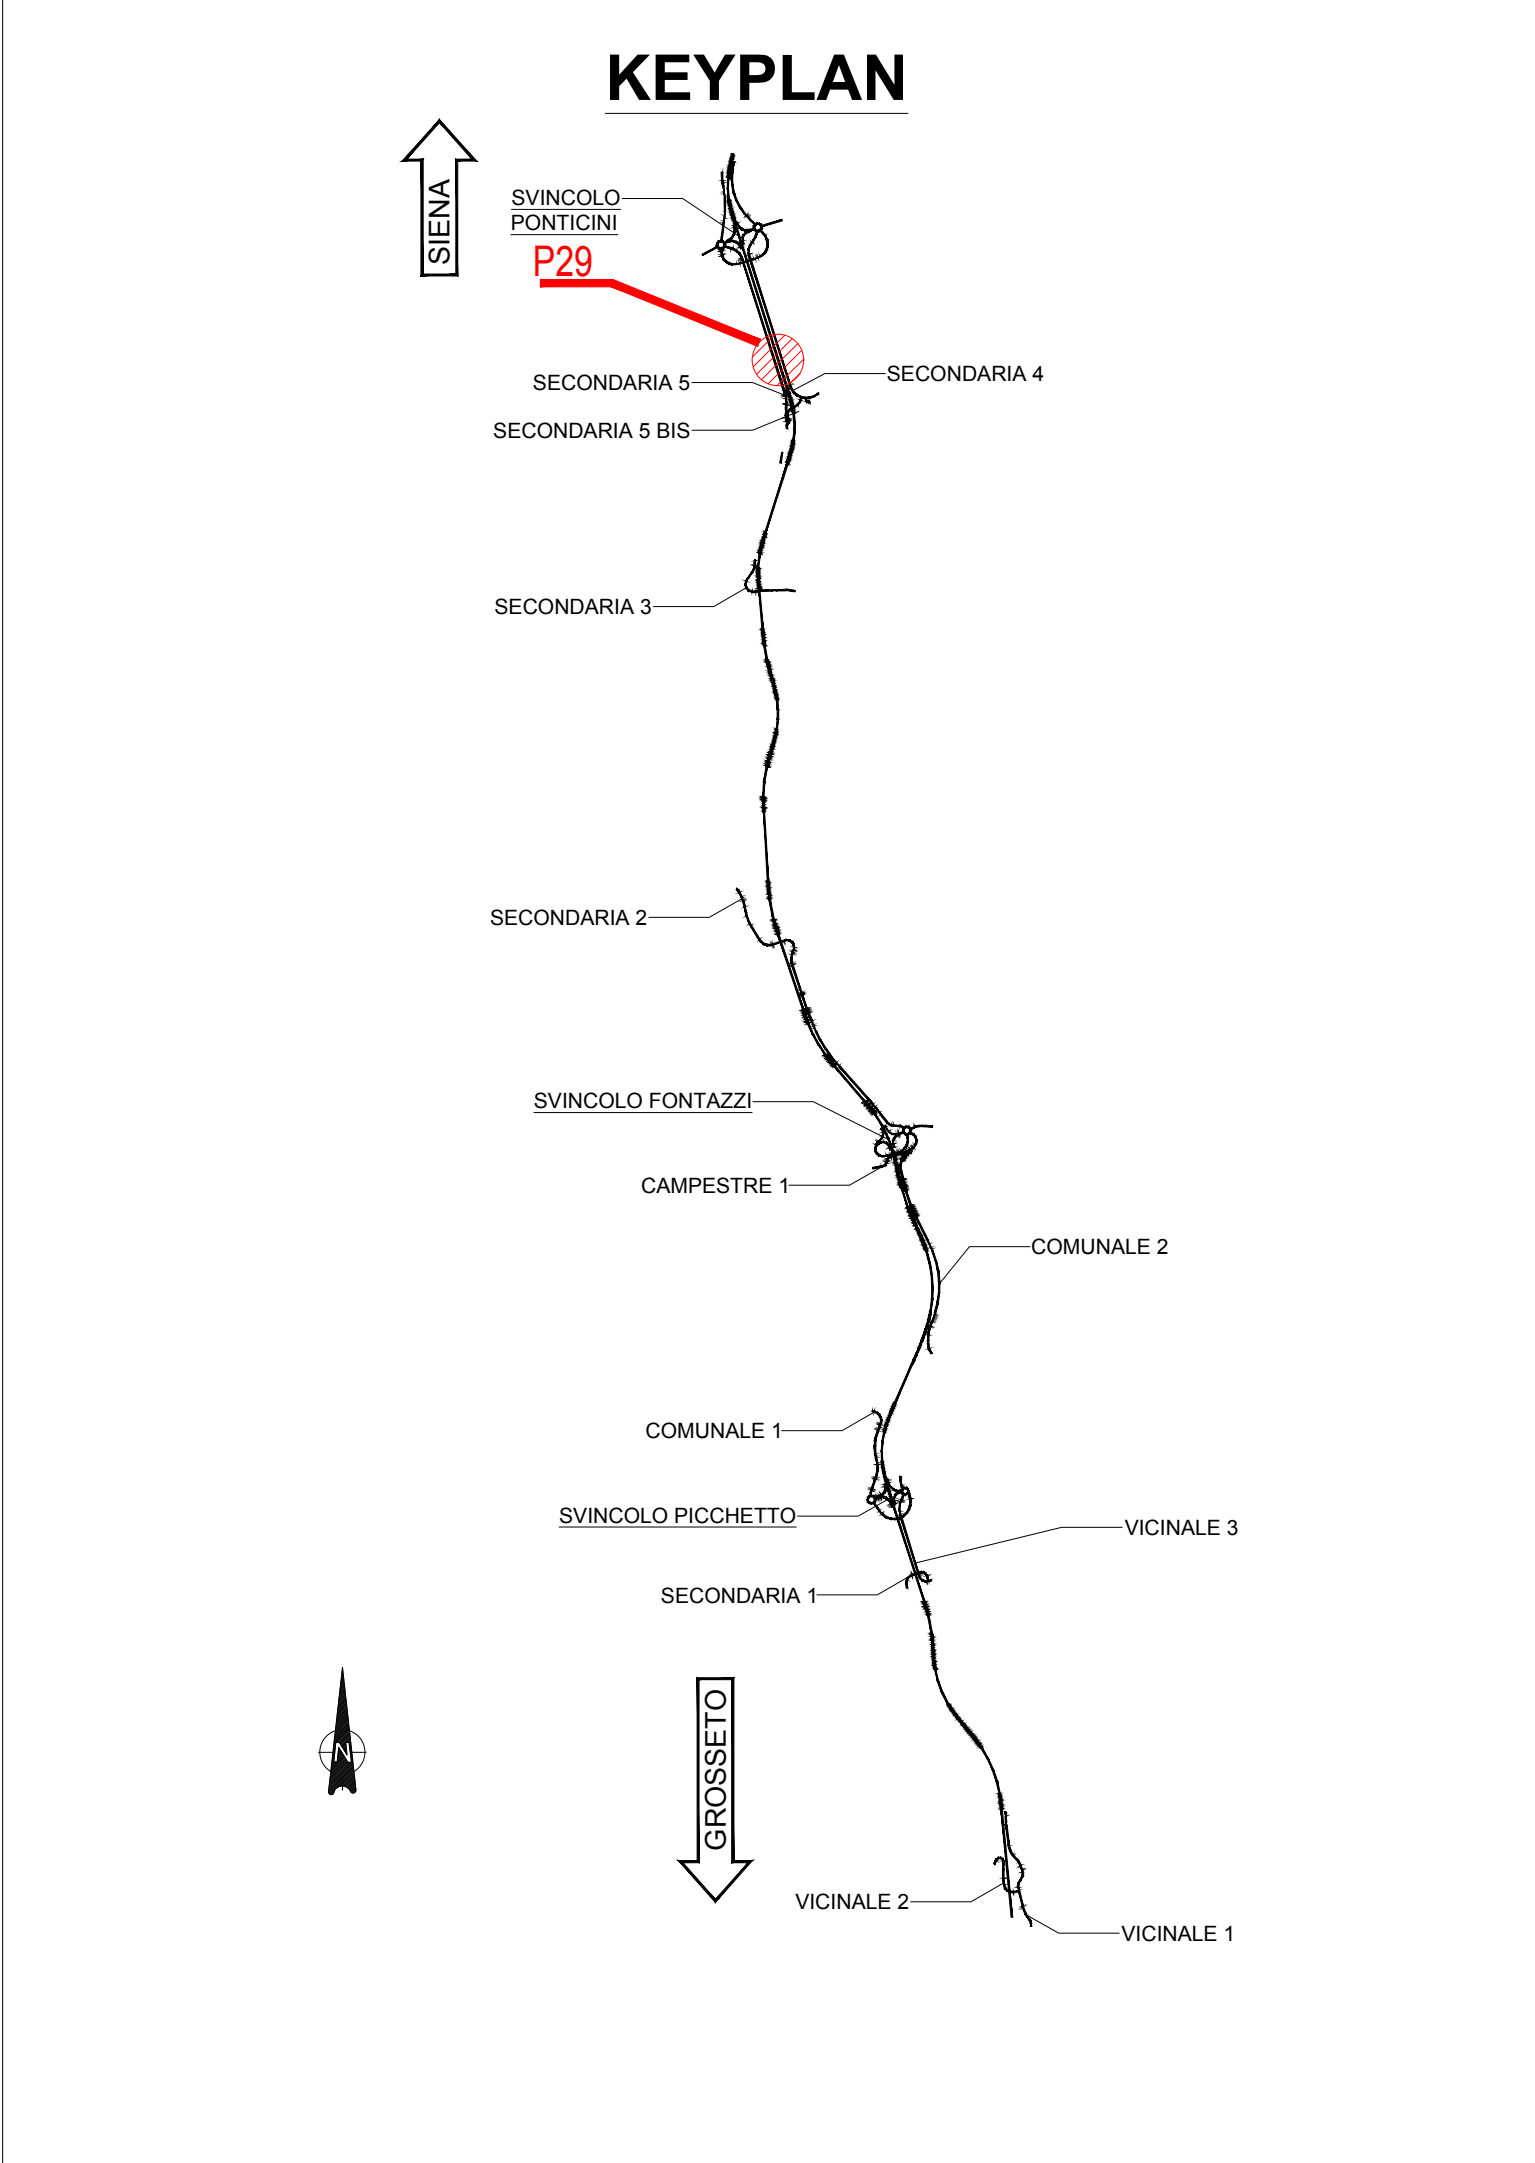 KEYPLAN
SIENA
SVINCOLO
PONTICINI
P29
SECONDARIA 4
SECONDARIA 5
SECONDARIA 5 BIS
SECONDARIA 3
SECONDARIA 2
SVINCOLO FONTAZZI
CAMPESTRE 1
COMUNALE 2
COMUNALE 1
SVINCOLO PICCHETTO
VICINALE 3
SECONDARIA 1
N
GROSSETO
VICINALE 2
VICINALE 1